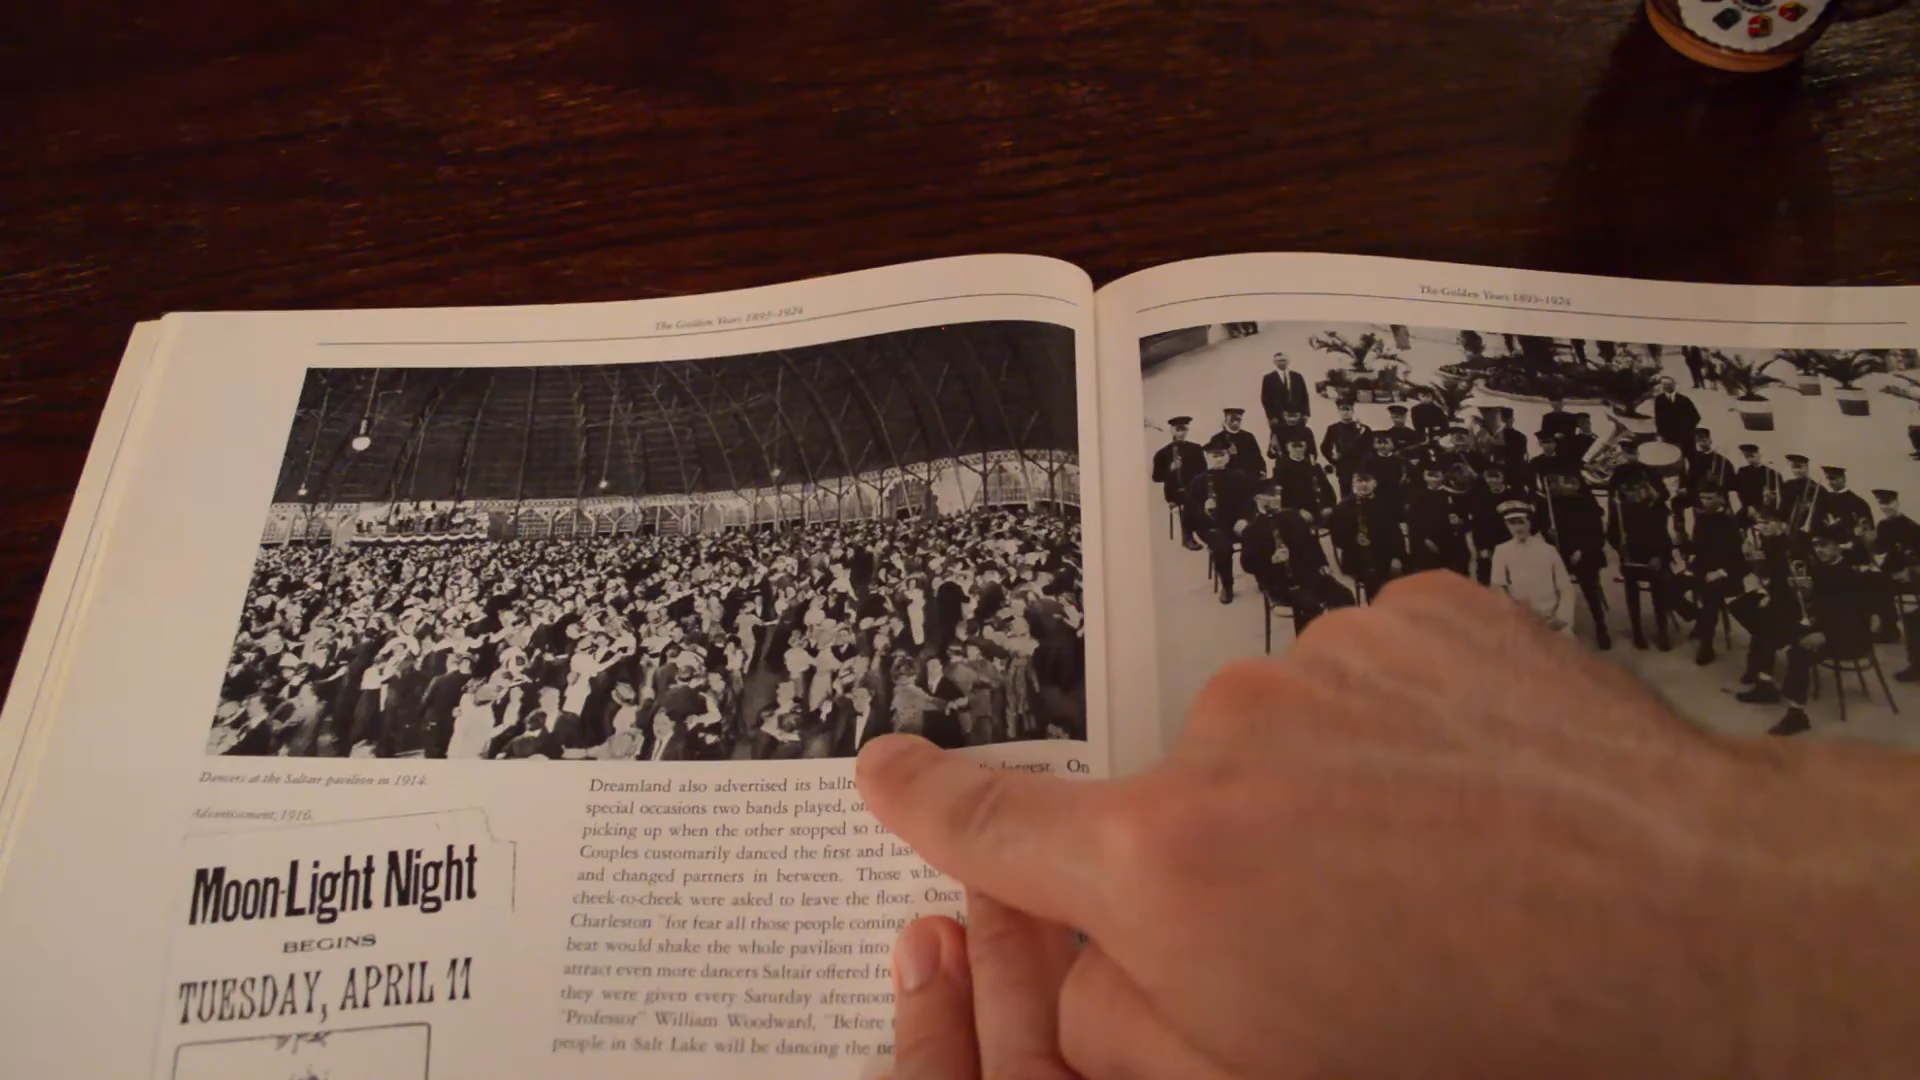 The Golden Years 1893-1924
Dancers at the Saltair pavilion in 1914.
Advertisement, 1916.
Moon-Light Night
BEGINS
TUESDAY, APRIL 11
Dreamland also advertised its
largest. On
special occasions two bands played,
picking up when the other stopped so
Couples customarily danced the first and
and changed partners in between. Those
cheek-to-cheek were asked to leave the floor. Once
Charleston "for fear all those people coming
beat would shake the whole pavilion into
attract even more dancers Saltair offered
they were given every Saturday afternoon
"Professor" William Woodward, "Before
people in Salt Lake will be dancing the
The Golden Years 1893-1924